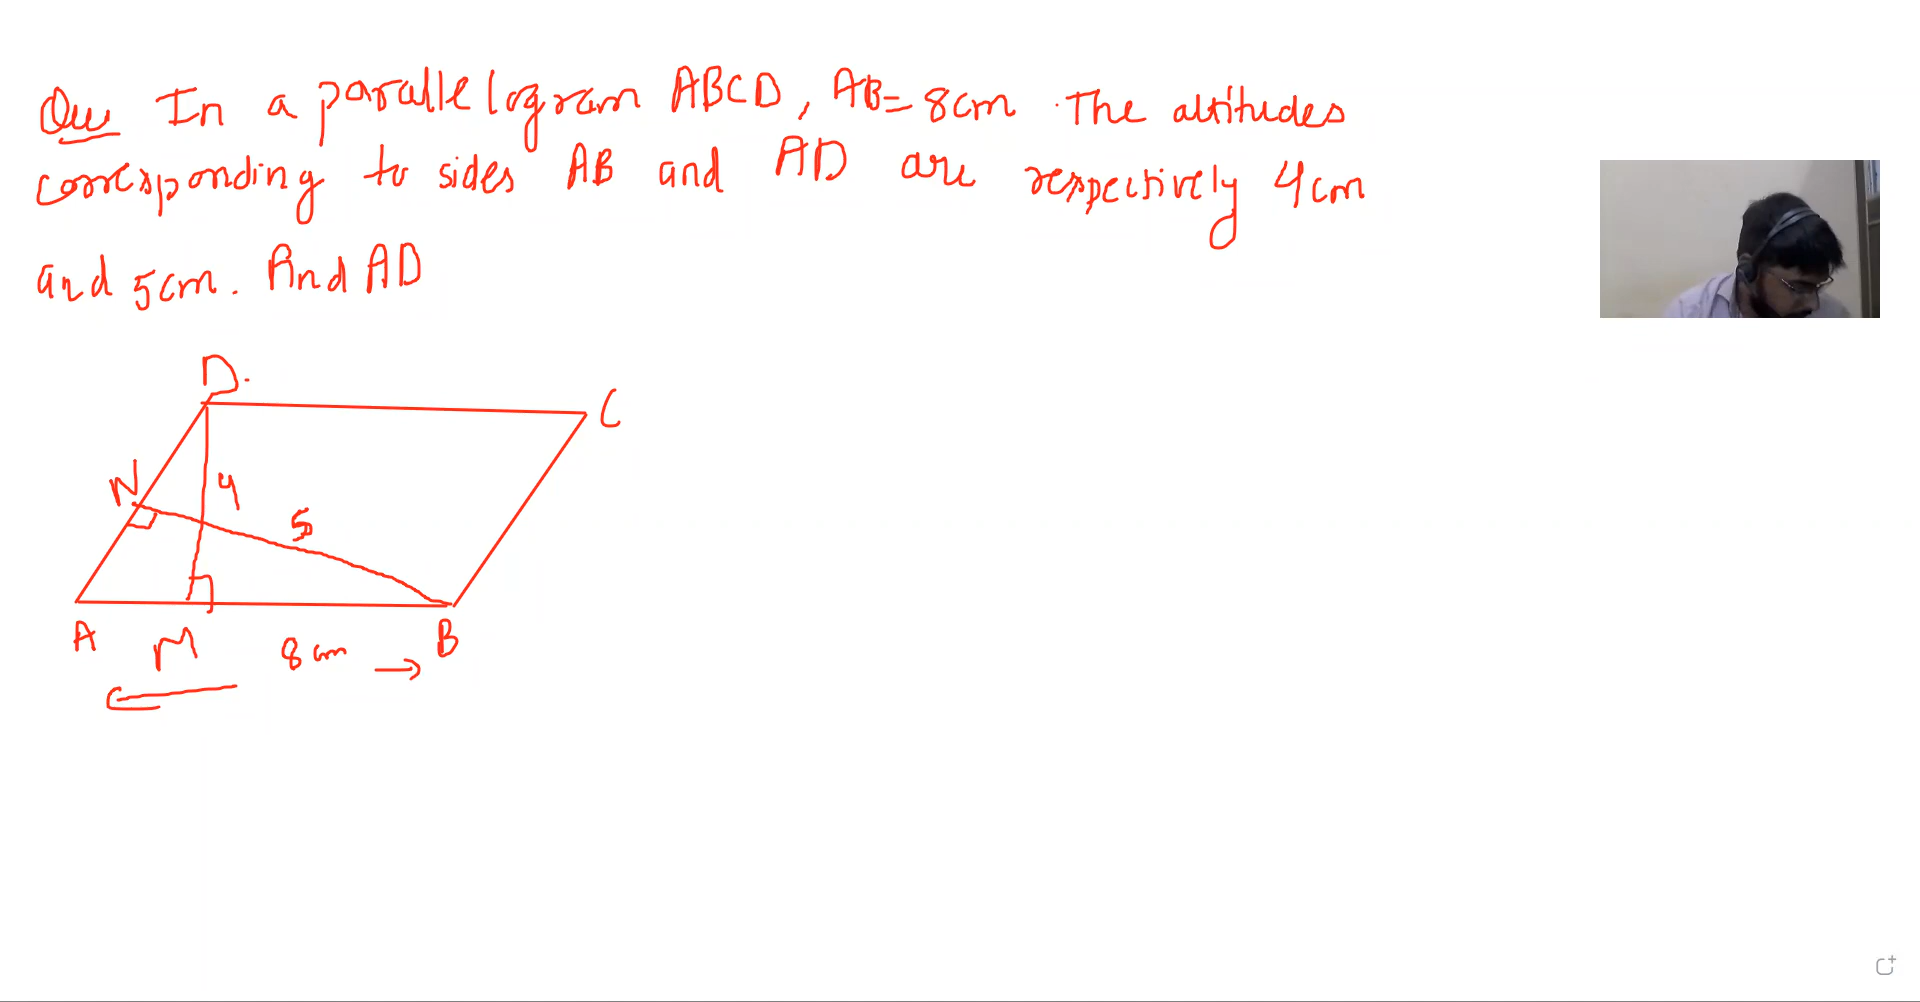 Que In a parallelogram ABCD, AB = 8cm . The altitudes
corresponding to sides AB and AD are respectively 4cm
and 5cm. Find AD
D.
C
N
4
5
A
M
8 cm
B